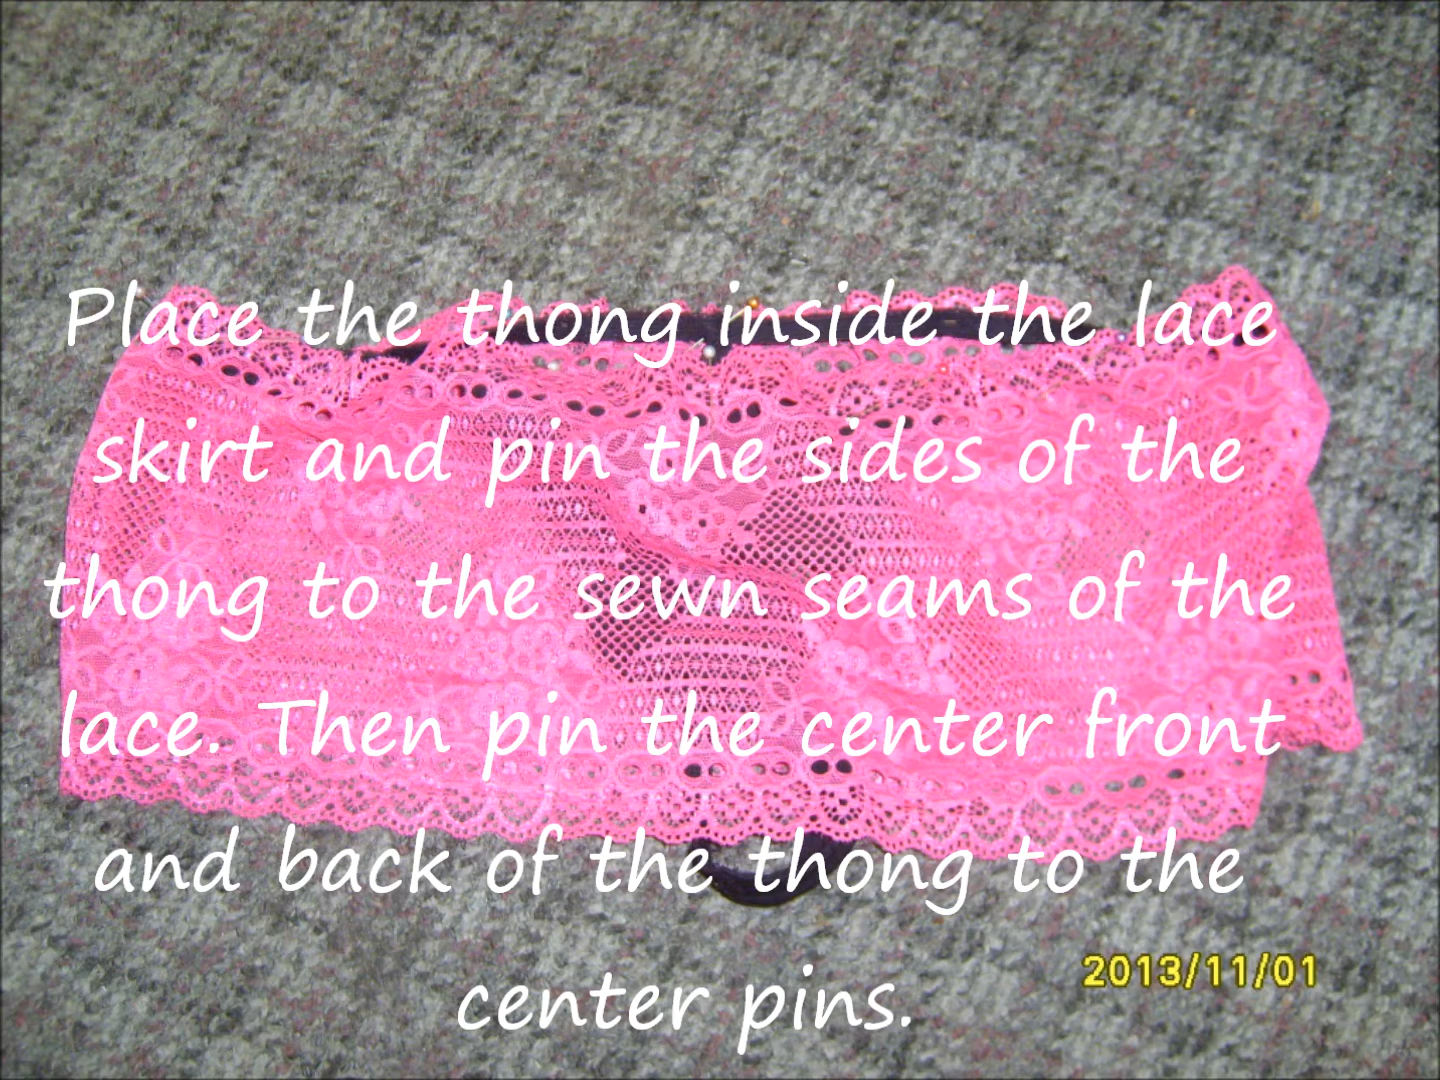 Place the thong inside the lace
skirt and pin the sides of the
thong to the sewn seams of the
lace. Then pin the center front
and back of the thong to the
center pins.
2013/11/01